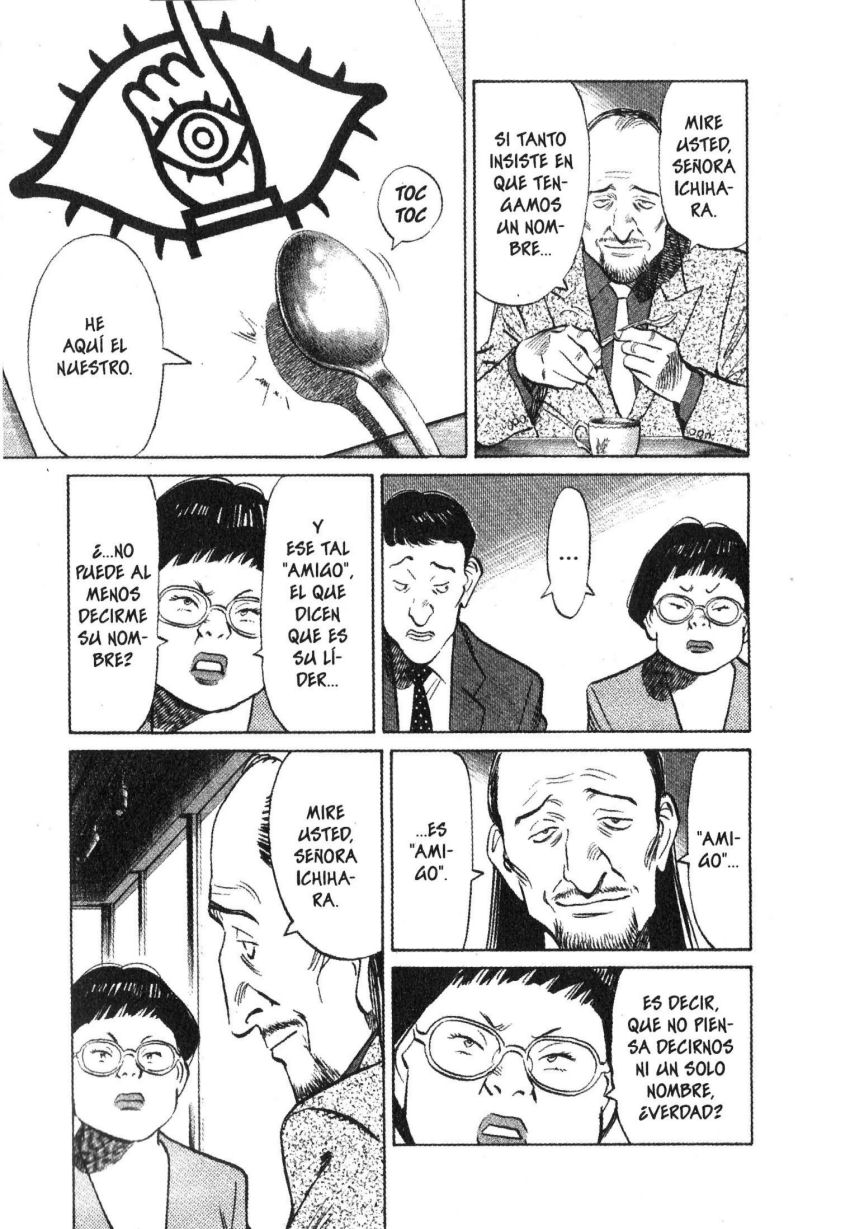 MIRE
USTED,
SEÑORA
ICHIHA-
RA.
SI TANTO
INSISTE EN
QUE TEN-
GAMOS
UN NOM-
BRE...
TOC
TOC
HE
AQUÍ EL
NUESTRO.
...
Y
ESE TAL
"AMIGO",
EL QUE
DICEN
QUE ES
SU LÍ-
DER...
¿...NO
PUEDE AL
MENOS
DECIRME
SU NOM-
BRE?
"AMI-
GO"...
...ES
"AMI-
GO".
ES DECIR,
QUE NO PIEN-
SA DECIRNOS
NI UN SOLO
NOMBRE,
¿VERDAD?
MIRE
USTED,
SEÑORA
ICHIHA-
RA.